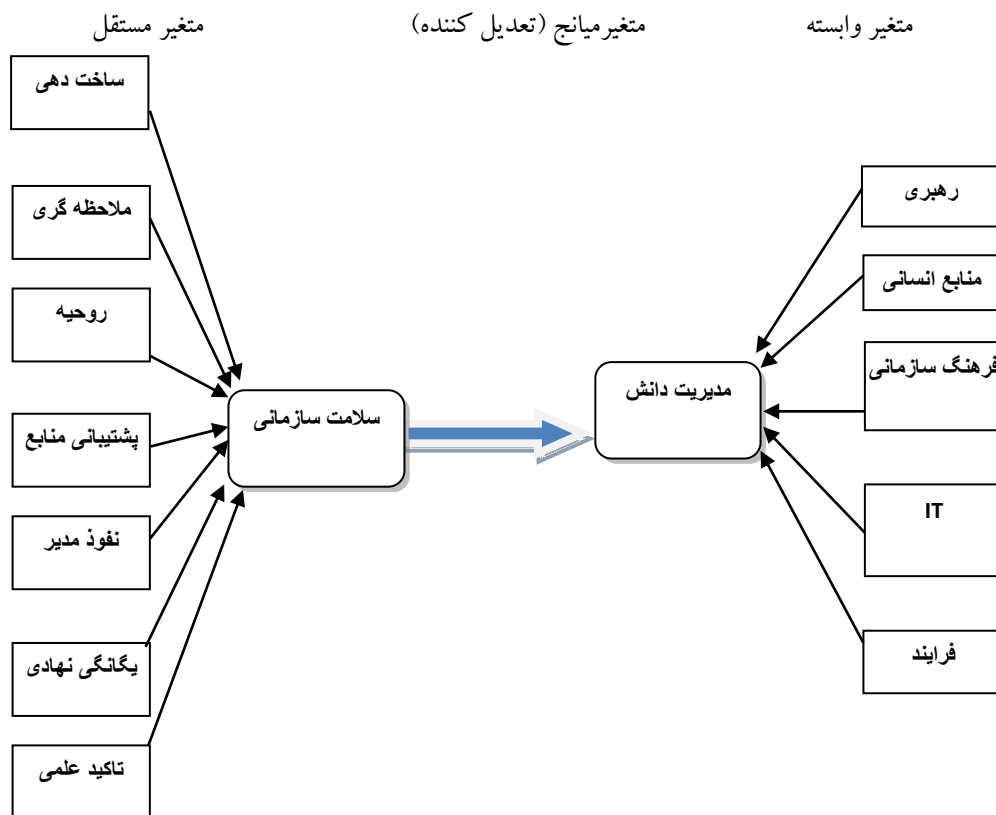 متغیر وابسته
متغیرمیانج (تعدیل کننده)
متغیر مستقل
ساخت دهی
ملاحظه گری
روحیه
پشتیبانی منابع
نفوذ مدیر
یگانگی نهادی
تاکید علمی
سلامت سازمانی
مدیریت دانش
رهبری
منابع انسانی
فرهنگ سازمانی
IT
فرایند